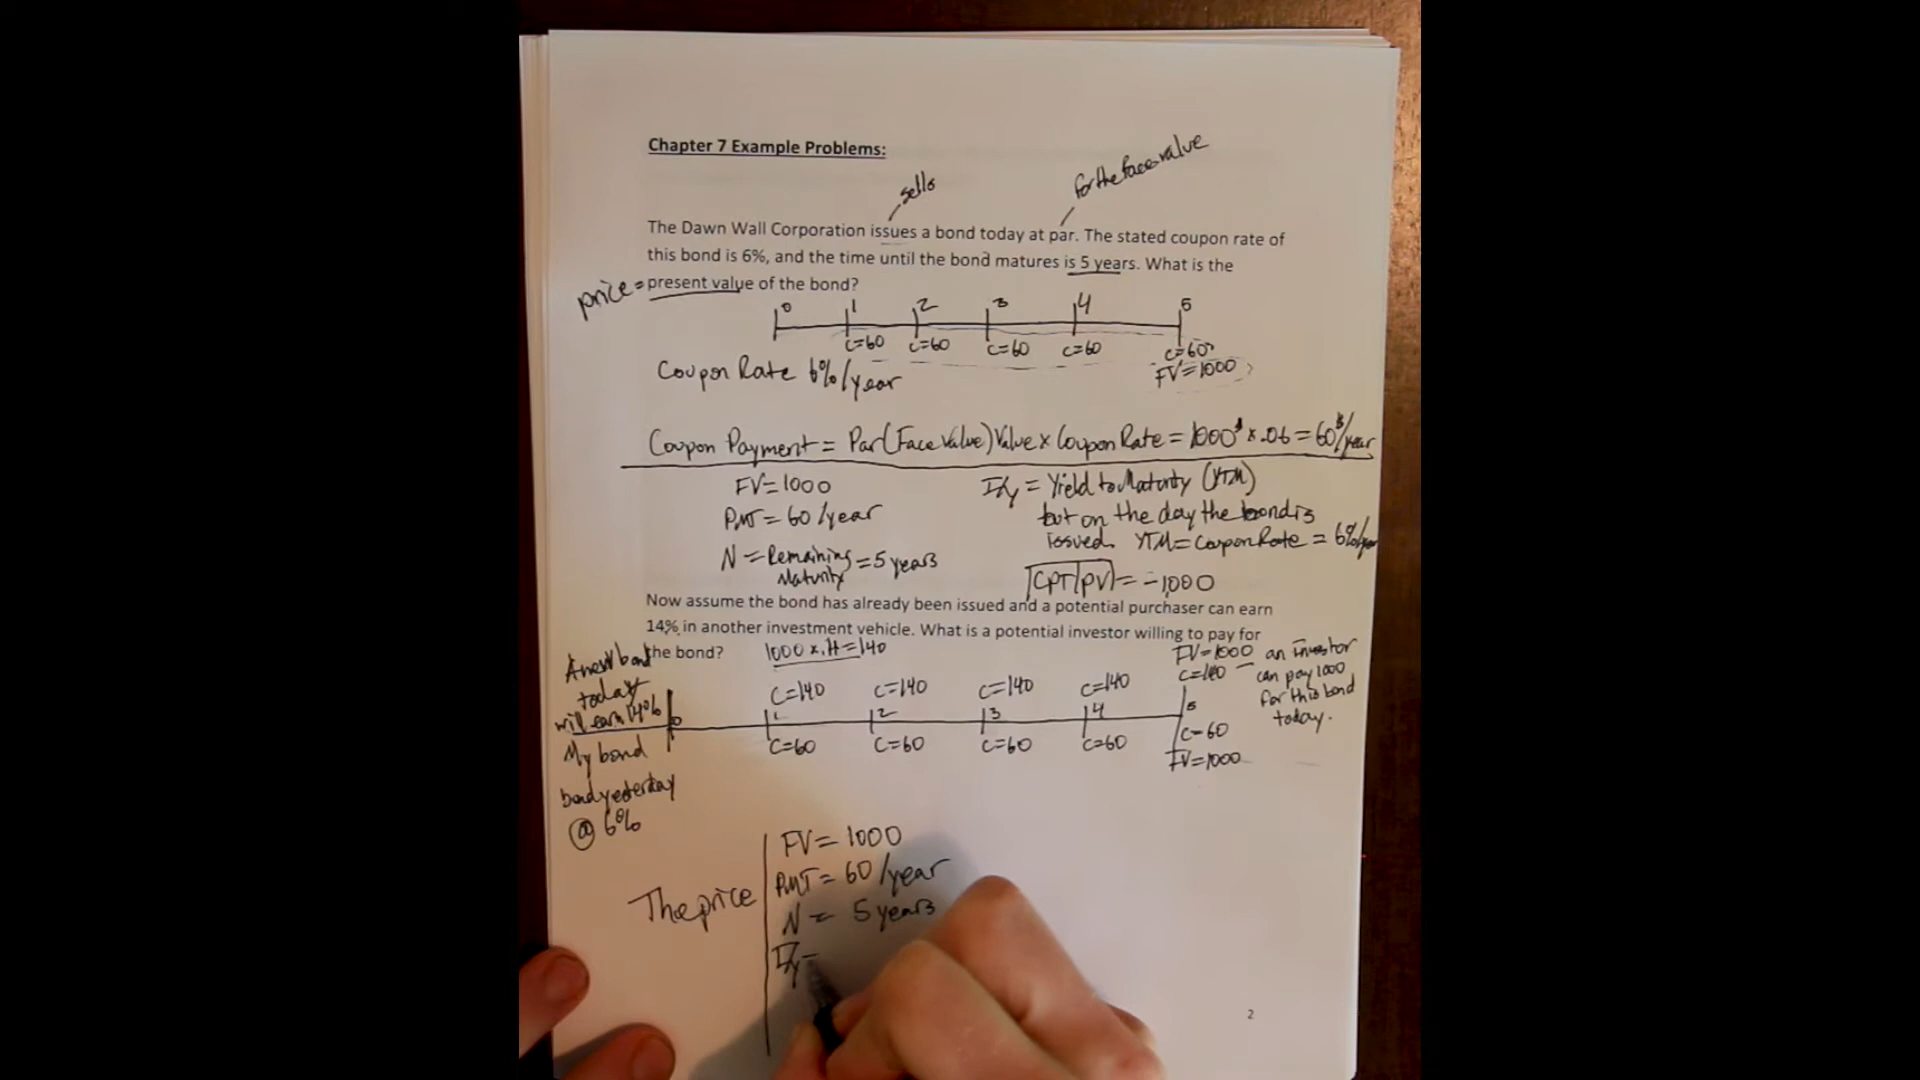 Chapter 7 Example Problems:
sells
for the face value
The Dawn Wall Corporation issues a bond today at par. The stated coupon rate of
this bond is 6%, and the time until the bond matures is 5 years. What is the
price = present value of the bond?
0 1 2 3 4 5
C=60 C=60 C=60 C=60 C=60
FV=1000
Coupon Rate 6%/year
Coupon Payment = Par(Face Value) Value x Coupon Rate = 1000$ x .06 = 60$/year
FV=1000
PMT = 60/year
N = Remaining Maturity = 5 years
I/Y = Yield to Maturity (YTM)
but on the day the bond is
issued YTM = Coupon Rate = 6%/year
CPT PV = -1,000
Now assume the bond has already been issued and a potential purchaser can earn
14% in another investment vehicle. What is a potential investor willing to pay for
the bond? 1000 x .14=140
A new bond
today
will earn 14%
FV=1000
C=140 C=140 C=140 C=140 C=140
an investor
can pay 1000
for this bond
today.
0 1 2 3 4 5
C=60 C=60 C=60 C=60 C=60
FV=1000
My bond
yesterday
@ 6%
The price
FV = 1000
PMT = 60/year
N = 5 years
I/Y =
2